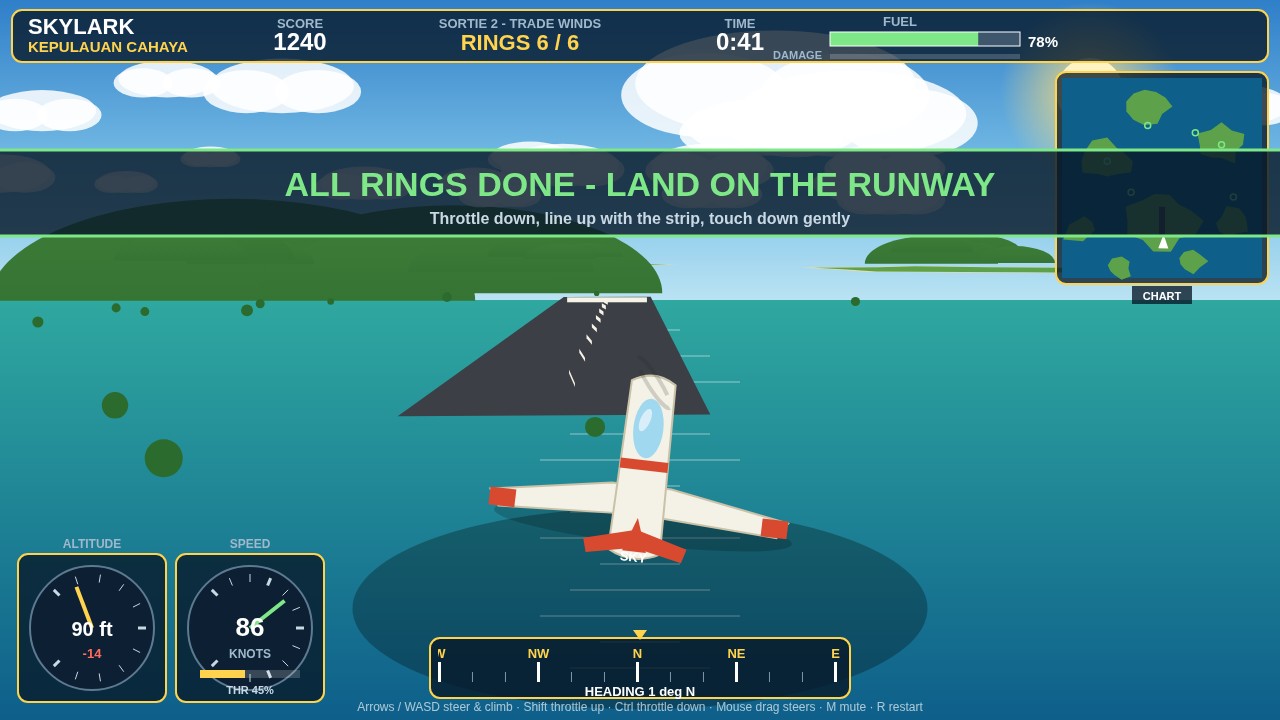 SKYLARK
KEPULAUAN CAHAYA
SCORE
1240
SORTIE 2 - TRADE WINDS
RINGS 6 / 6
TIME
0:41
FUEL
78%
DAMAGE
ALL RINGS DONE - LAND ON THE RUNWAY
Throttle down, line up with the strip, touch down gently
CHART
SKY
ALTITUDE
90 ft
-14
SPEED
86
KNOTS
THR 45%
W NW N NE E
HEADING 1 deg N
Arrows / WASD steer & climb · Shift throttle up · Ctrl throttle down · Mouse drag steers · M mute · R restart